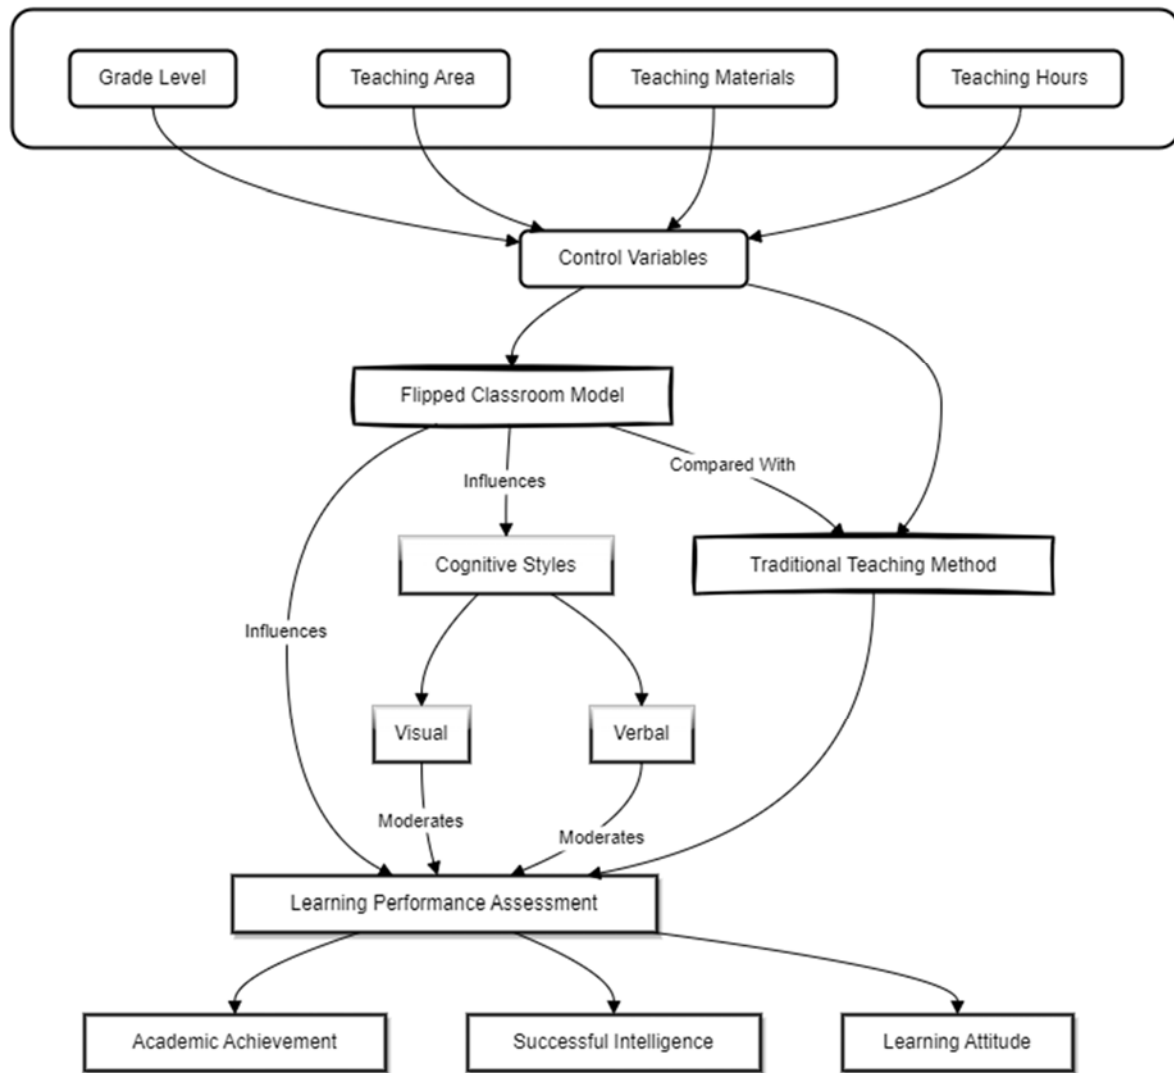 Grade Level
Teaching Area
Teaching Materials
Teaching Hours
Control Variables
Flipped Classroom Model
Compared With
Influences
Cognitive Styles
Traditional Teaching Method
Influences
Visual
Verbal
Moderates
Moderates
Learning Performance Assessment
Academic Achievement
Successful Intelligence
Learning Attitude